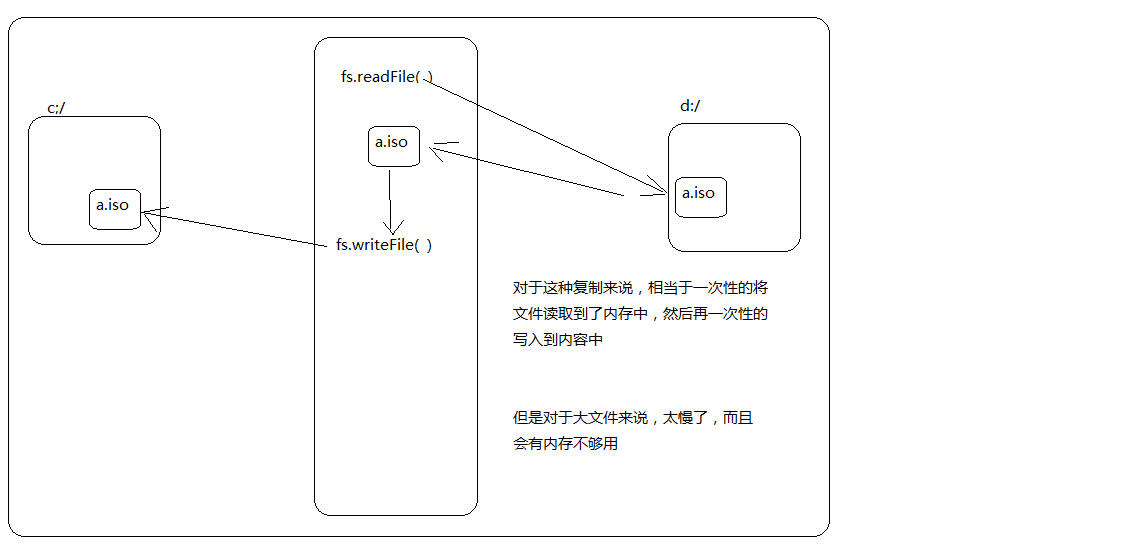 fs.readFile( )
c;/
d:/
a.iso
a.iso
a.iso
fs.writeFile( )
对于这种复制来说，相当于一次性的将
文件读取到了内存中，然后再一次性的
写入到内容中
但是对于大文件来说，太慢了，而且
会有内存不够用